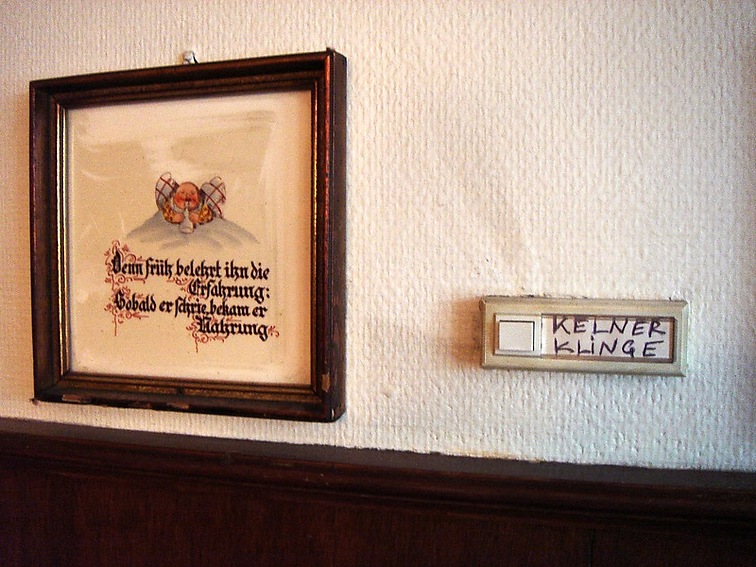 Denn früh belehrt ihn die
Erfahrung:
Sobald er schrie, bekam er
Nahrung
KELNER
KLiNGE